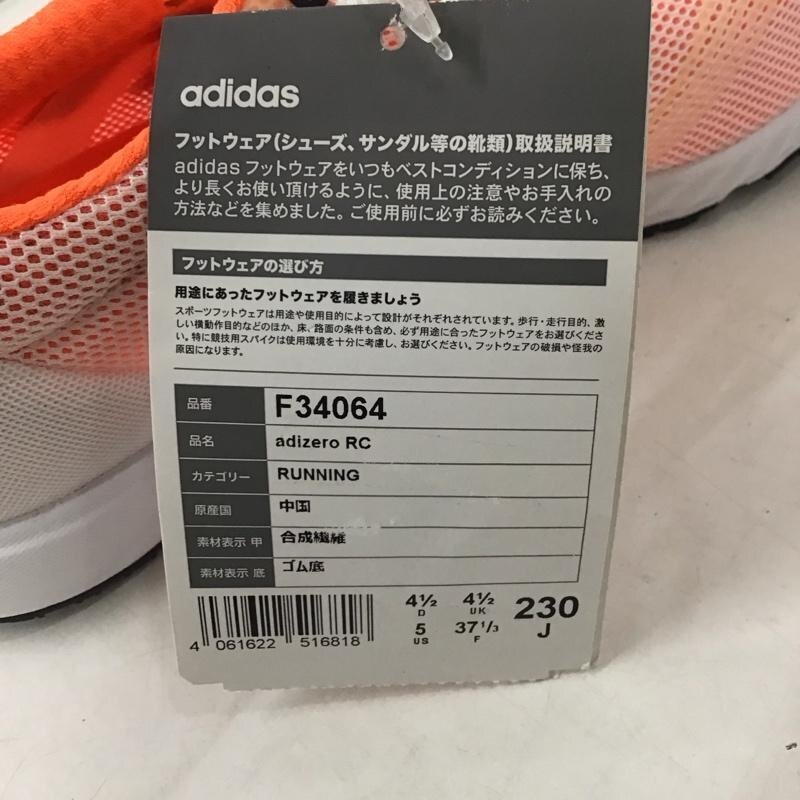 adidas
フットウェア(シューズ、サンダル等の靴類)取扱説明書
adidas フットウェアをいつもベストコンディションに保ち、
より長くお使い頂けるように、使用上の注意やお手入れの
方法などを集めました。ご使用前に必ずお読みください。
フットウェアの選び方
用途にあったフットウェアを履きましょう
スポーツフットウェアは用途や使用目的によって設計がそれぞれされています。歩行・走行目的、激
しい横動作目的などのほか、床、路面の条件も含め、必ず用途に合ったフットウェアをお選びくださ
い。特に競技用スパイクは使用環境を十分に考慮し、お選びください。フットウェアの破損や怪我の
原因になります。
品番 F34064
品名 adizero RC
カテゴリー RUNNING
原産国 中国
素材表示 甲 合成繊維
素材表示 底 ゴム底
4½ 4½ 230
D UK J
5 37⅓
US F
4 061622 516818